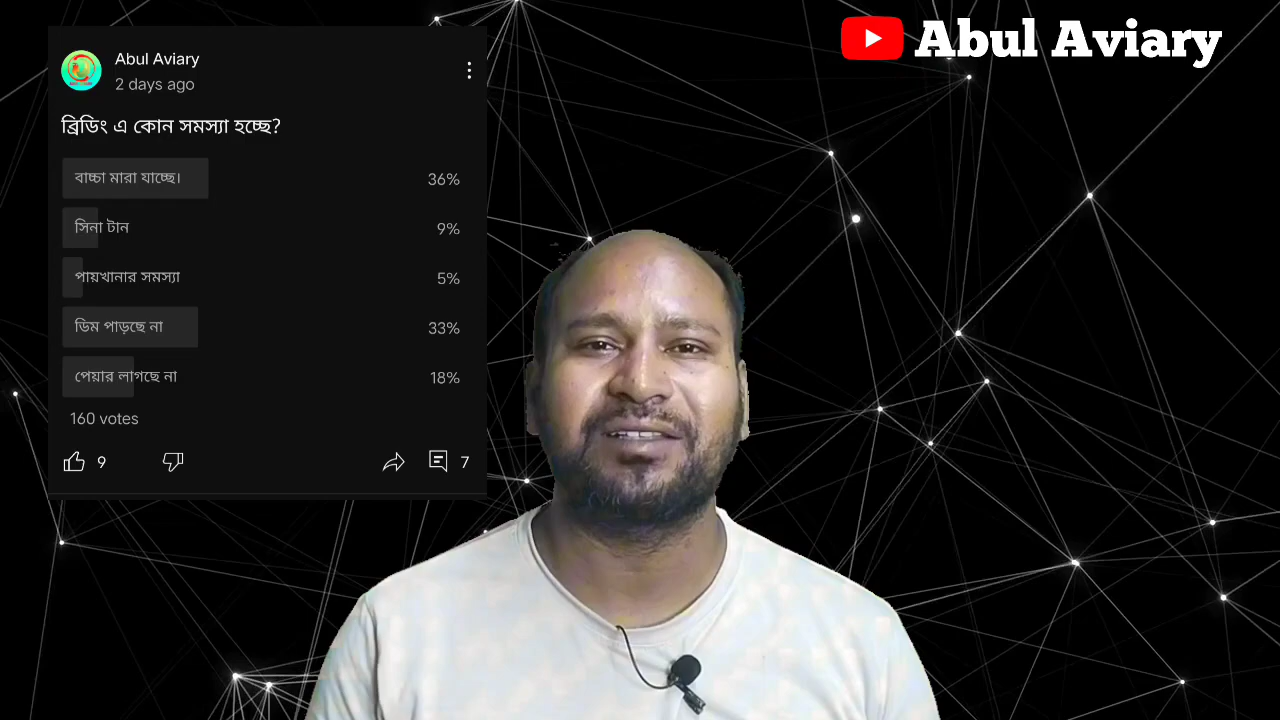 Abul Aviary
Abul Aviary
2 days ago
ব্রিডিং এ কোন সমস্যা হচ্ছে?
বাচ্চা মারা যাচ্ছে। 36%
সিনা টান 9%
পায়খানার সমস্যা 5%
ডিম পাড়ছে না 33%
পেয়ার লাগছে না 18%
160 votes
9 7